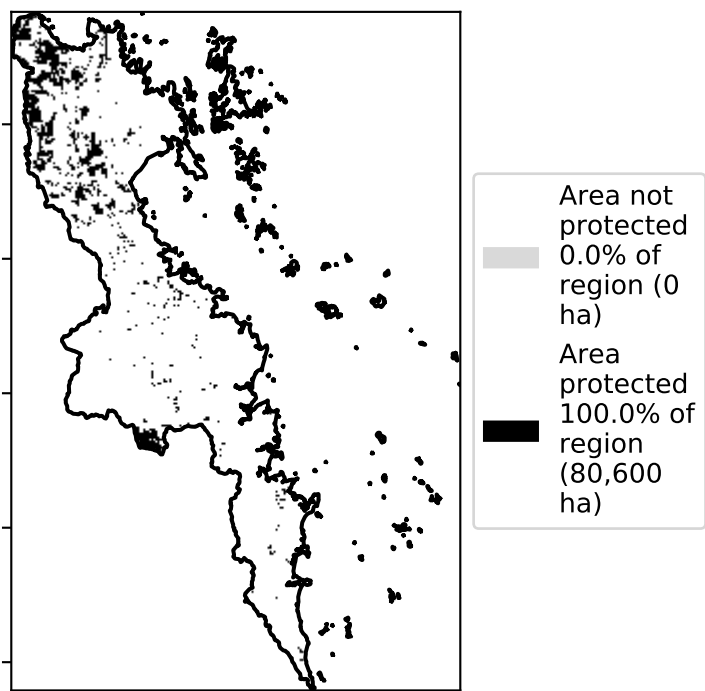 Area not
protected
0.0% of
region (0
ha)
Area
protected
100.0% of
region
(80,600
ha)